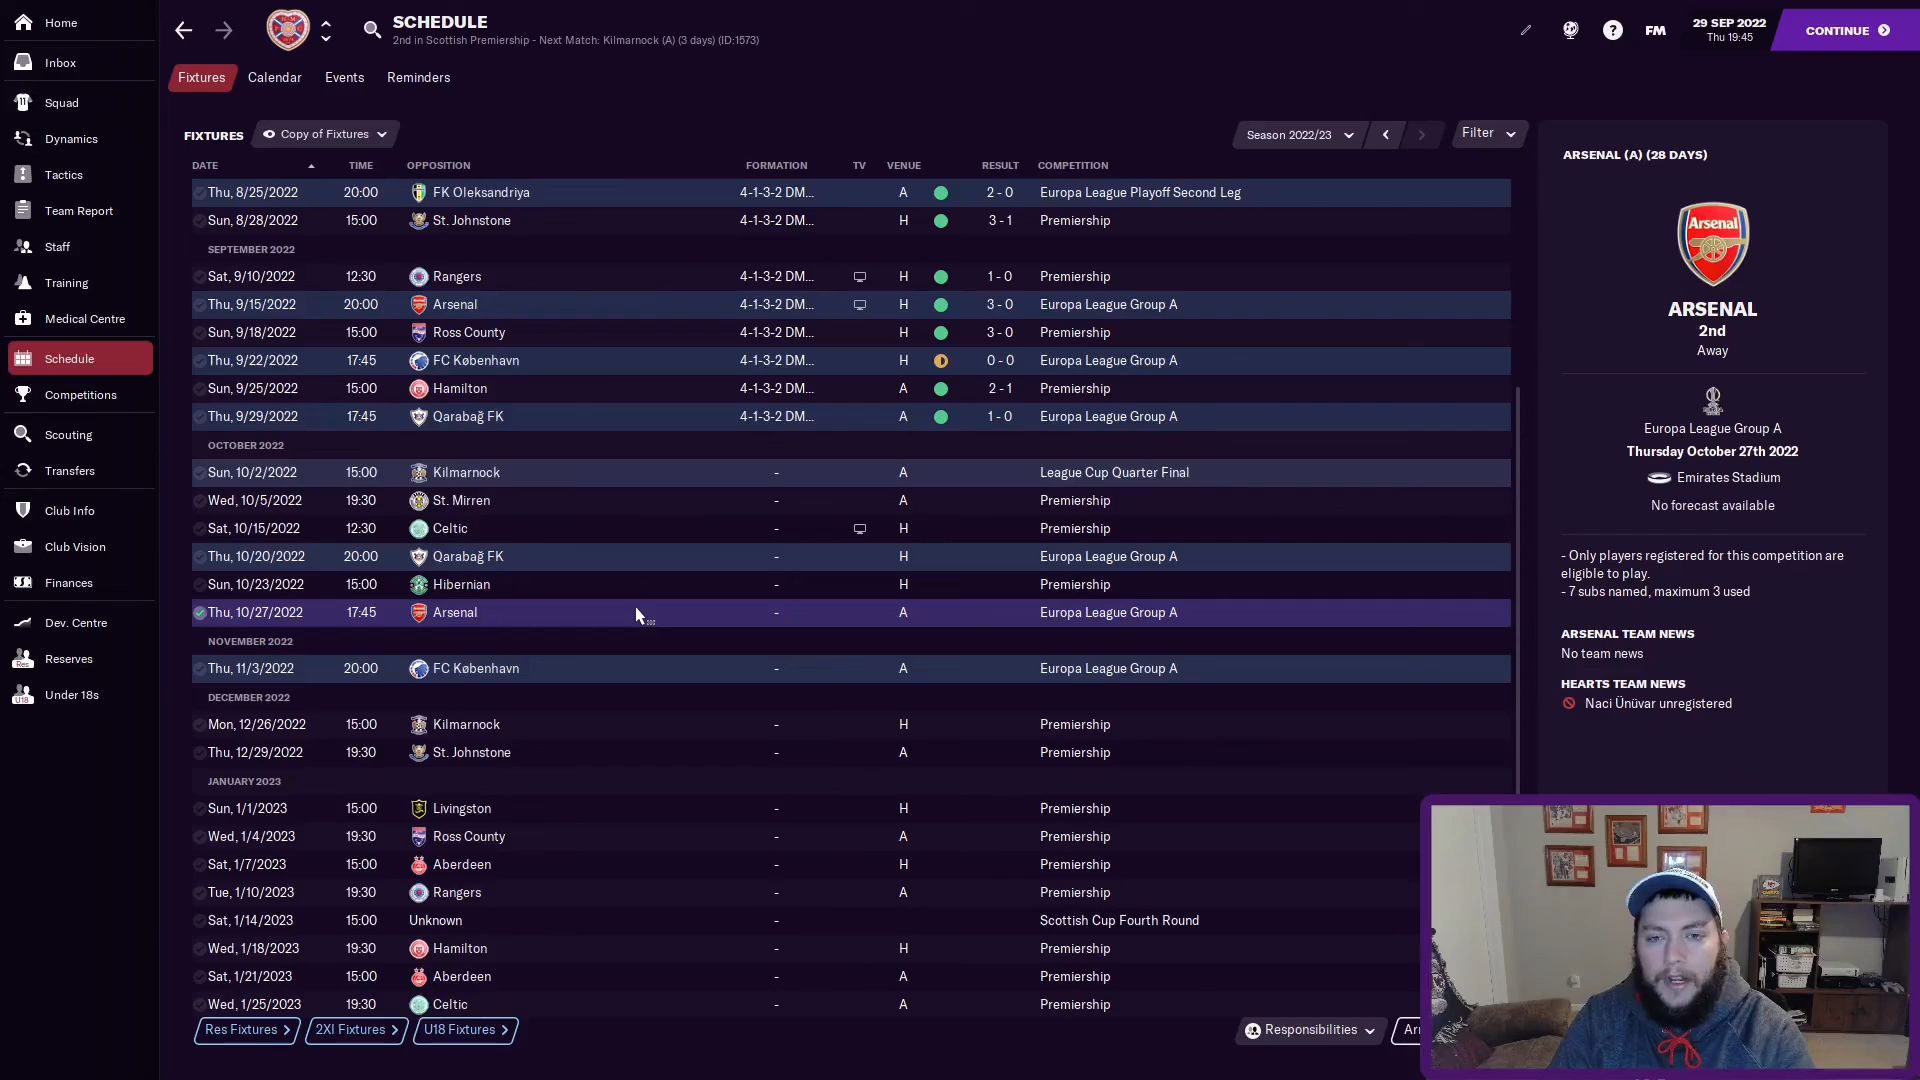 Home
Inbox
Squad
Dynamics
Tactics
Team Report
Staff
Training
Medical Centre
Schedule
Competitions
Scouting
Transfers
Club Info
Club Vision
Finances
Dev. Centre
Reserves
Under 18s
SCHEDULE
2nd in Scottish Premiership - Next Match: Kilmarnock (A) (3 days) (ID:1573)
FM
29 SEP 2022
Thu 19:45
CONTINUE
Fixtures Calendar Events Reminders
FIXTURES Copy of Fixtures Season 2022/23 Filter
DATE TIME OPPOSITION FORMATION TV VENUE RESULT COMPETITION
Thu, 8/25/2022 20:00 FK Oleksandriya 4-1-3-2 DM... A 2 - 0 Europa League Playoff Second Leg
Sun, 8/28/2022 15:00 St. Johnstone 4-1-3-2 DM... H 3 - 1 Premiership
SEPTEMBER 2022
Sat, 9/10/2022 12:30 Rangers 4-1-3-2 DM... H 1 - 0 Premiership
Thu, 9/15/2022 20:00 Arsenal 4-1-3-2 DM... H 3 - 0 Europa League Group A
Sun, 9/18/2022 15:00 Ross County 4-1-3-2 DM... H 3 - 0 Premiership
Thu, 9/22/2022 17:45 FC København 4-1-3-2 DM... H 0 - 0 Europa League Group A
Sun, 9/25/2022 15:00 Hamilton 4-1-3-2 DM... A 2 - 1 Premiership
Thu, 9/29/2022 17:45 Qarabağ FK 4-1-3-2 DM... A 1 - 0 Europa League Group A
OCTOBER 2022
Sun, 10/2/2022 15:00 Kilmarnock - A League Cup Quarter Final
Wed, 10/5/2022 19:30 St. Mirren - A Premiership
Sat, 10/15/2022 12:30 Celtic - H Premiership
Thu, 10/20/2022 20:00 Qarabağ FK - H Europa League Group A
Sun, 10/23/2022 15:00 Hibernian - H Premiership
Thu, 10/27/2022 17:45 Arsenal - A Europa League Group A
NOVEMBER 2022
Thu, 11/3/2022 20:00 FC København - A Europa League Group A
DECEMBER 2022
Mon, 12/26/2022 15:00 Kilmarnock - H Premiership
Thu, 12/29/2022 19:30 St. Johnstone - A Premiership
JANUARY 2023
Sun, 1/1/2023 15:00 Livingston - H Premiership
Wed, 1/4/2023 19:30 Ross County - A Premiership
Sat, 1/7/2023 15:00 Aberdeen - H Premiership
Tue, 1/10/2023 19:30 Rangers - A Premiership
Sat, 1/14/2023 15:00 Unknown - Scottish Cup Fourth Round
Wed, 1/18/2023 19:30 Hamilton - H Premiership
Sat, 1/21/2023 15:00 Aberdeen - A Premiership
Wed, 1/25/2023 19:30 Celtic - A Premiership
Res Fixtures 2XI Fixtures U18 Fixtures Responsibilities
ARSENAL (A) (28 DAYS)
Arsenal
ARSENAL
2nd
Away
Europa League Group A
Thursday October 27th 2022
Emirates Stadium
No forecast available
- Only players registered for this competition are
eligible to play.
- 7 subs named, maximum 3 used
ARSENAL TEAM NEWS
No team news
HEARTS TEAM NEWS
Naci Ünüvar unregistered